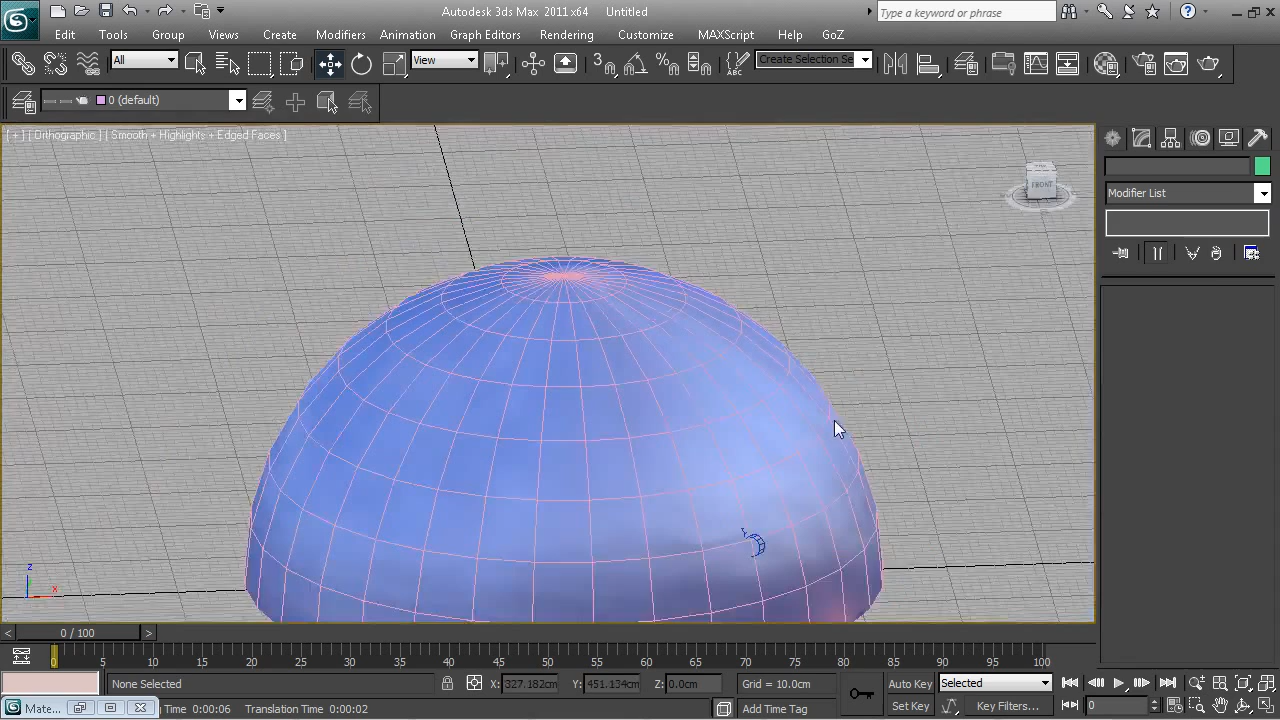 Autodesk 3ds Max 2011 x64 Untitled
Type a keyword or phrase
Edit Tools Group Views Create Modifiers Animation Graph Editors Rendering Customize MAXScript Help GoZ
All View Create Selection Se
0 (default)
[ + ] [ Orthographic ] [ Smooth + Highlights + Edged Faces ]
FRONT
Modifier List
z
x
< 0 / 100 >
0 5 10 15 20 25 30 35 40 45 50 55 60 65 70 75 80 85 90 95 100
None Selected X: 327.182cm Y: 451.134cm Z: 0.0cm Grid = 10.0cm Auto Key Selected
Mate... Time 0:00:06 Translation Time 0:00:02 Add Time Tag Set Key Key Filters... 0